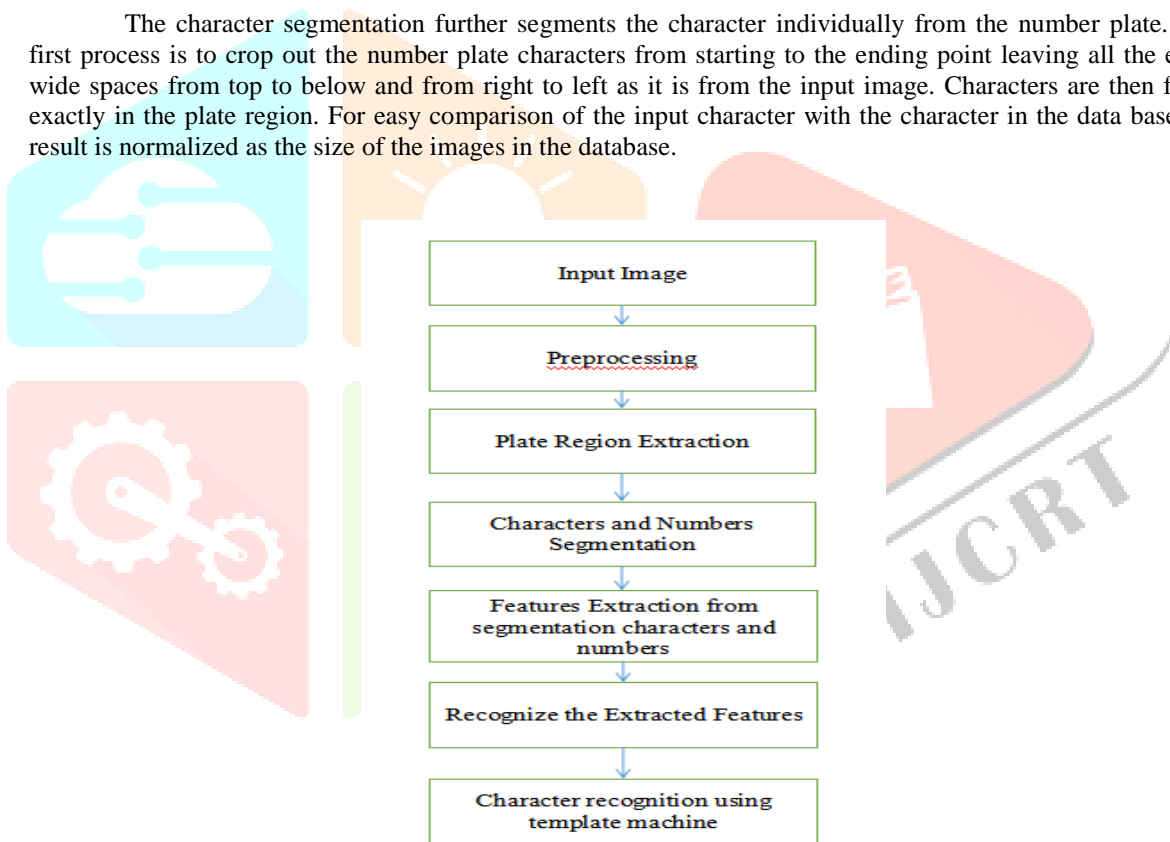 The character segmentation further segments the character individually from the number plate.
first process is to crop out the number plate characters from starting to the ending point leaving all the
wide spaces from top to below and from right to left as it is from the input image. Characters are then
exactly in the plate region. For easy comparison of the input character with the character in the data base
result is normalized as the size of the images in the database.
Input Image
Preprocessing
Plate Region Extraction
Characters and Numbers
Segmentation
Features Extraction from
segmentation characters and
numbers
Recognize the Extracted Features
Character recognition using
template machine
IJCRT